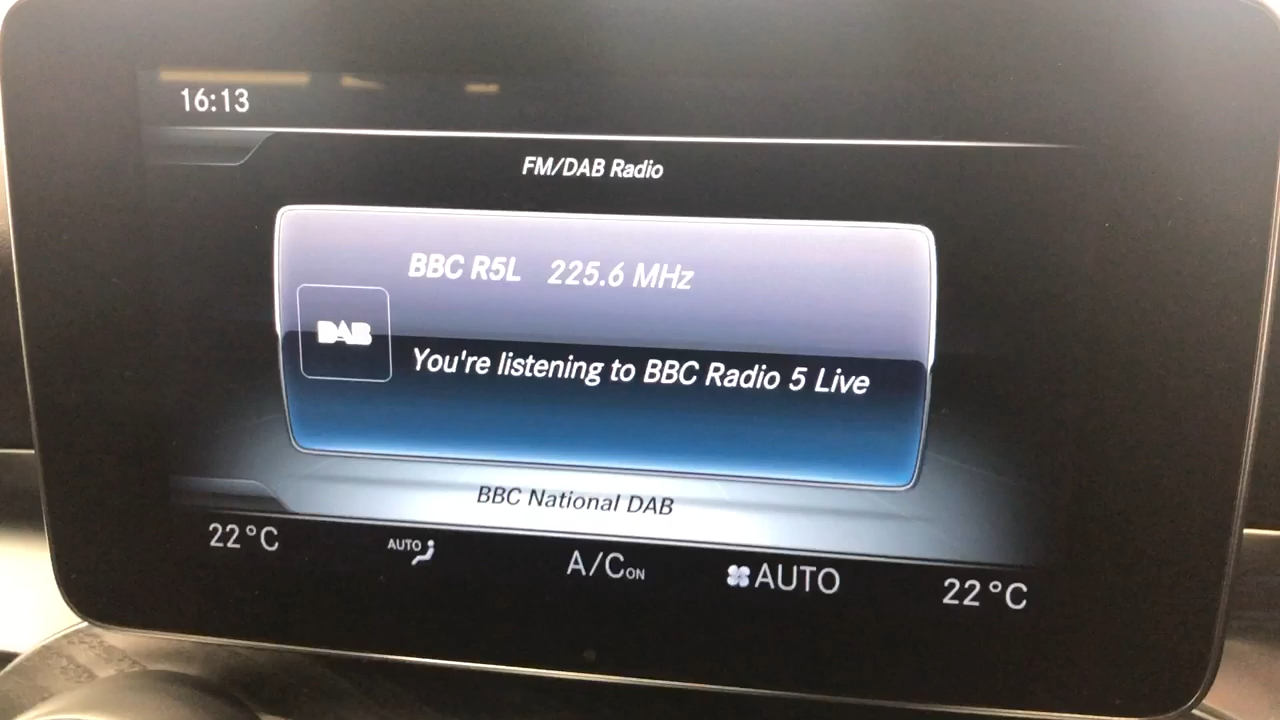 16:13
FM/DAB Radio
BBC R5L 225.6 MHz
DAB
You're listening to BBC Radio 5 Live
BBC National DAB
22°C AUTO A/C ON AUTO 22°C